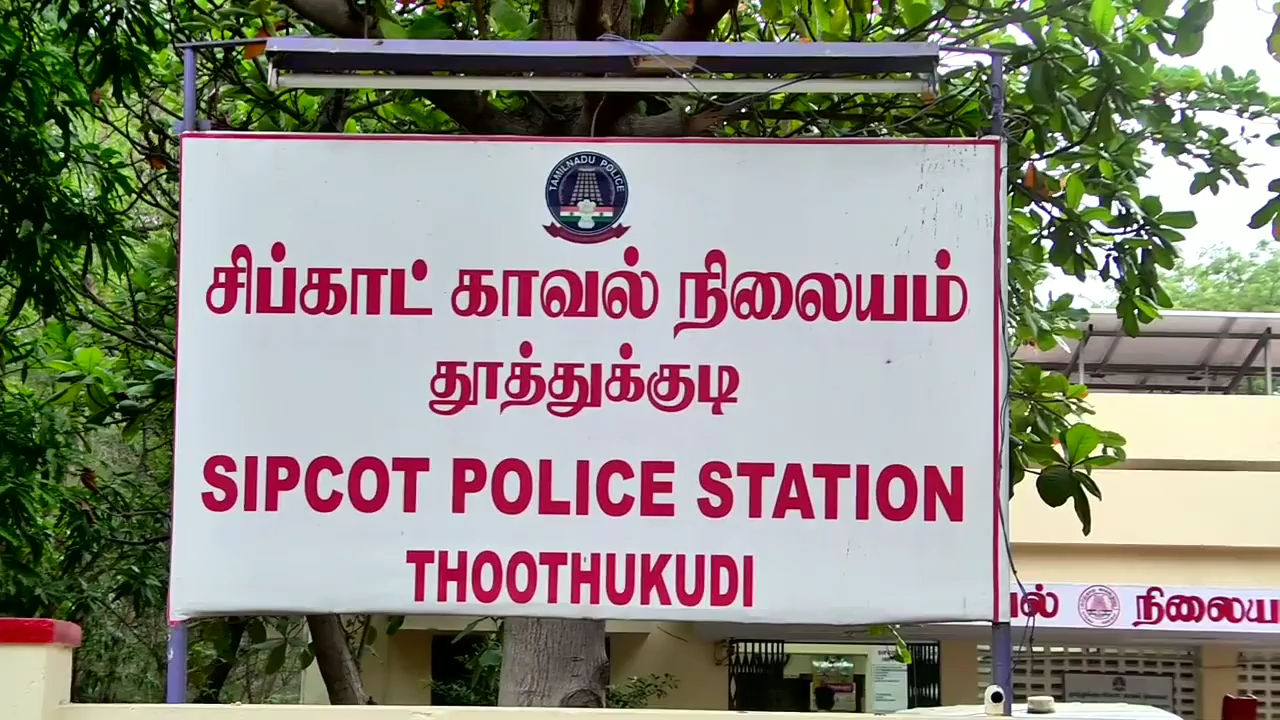 TAMILNADU POLICE
சிப்காட் காவல் நிலையம்
தூத்துக்குடி
SIPCOT POLICE STATION
THOOTHUKUDI